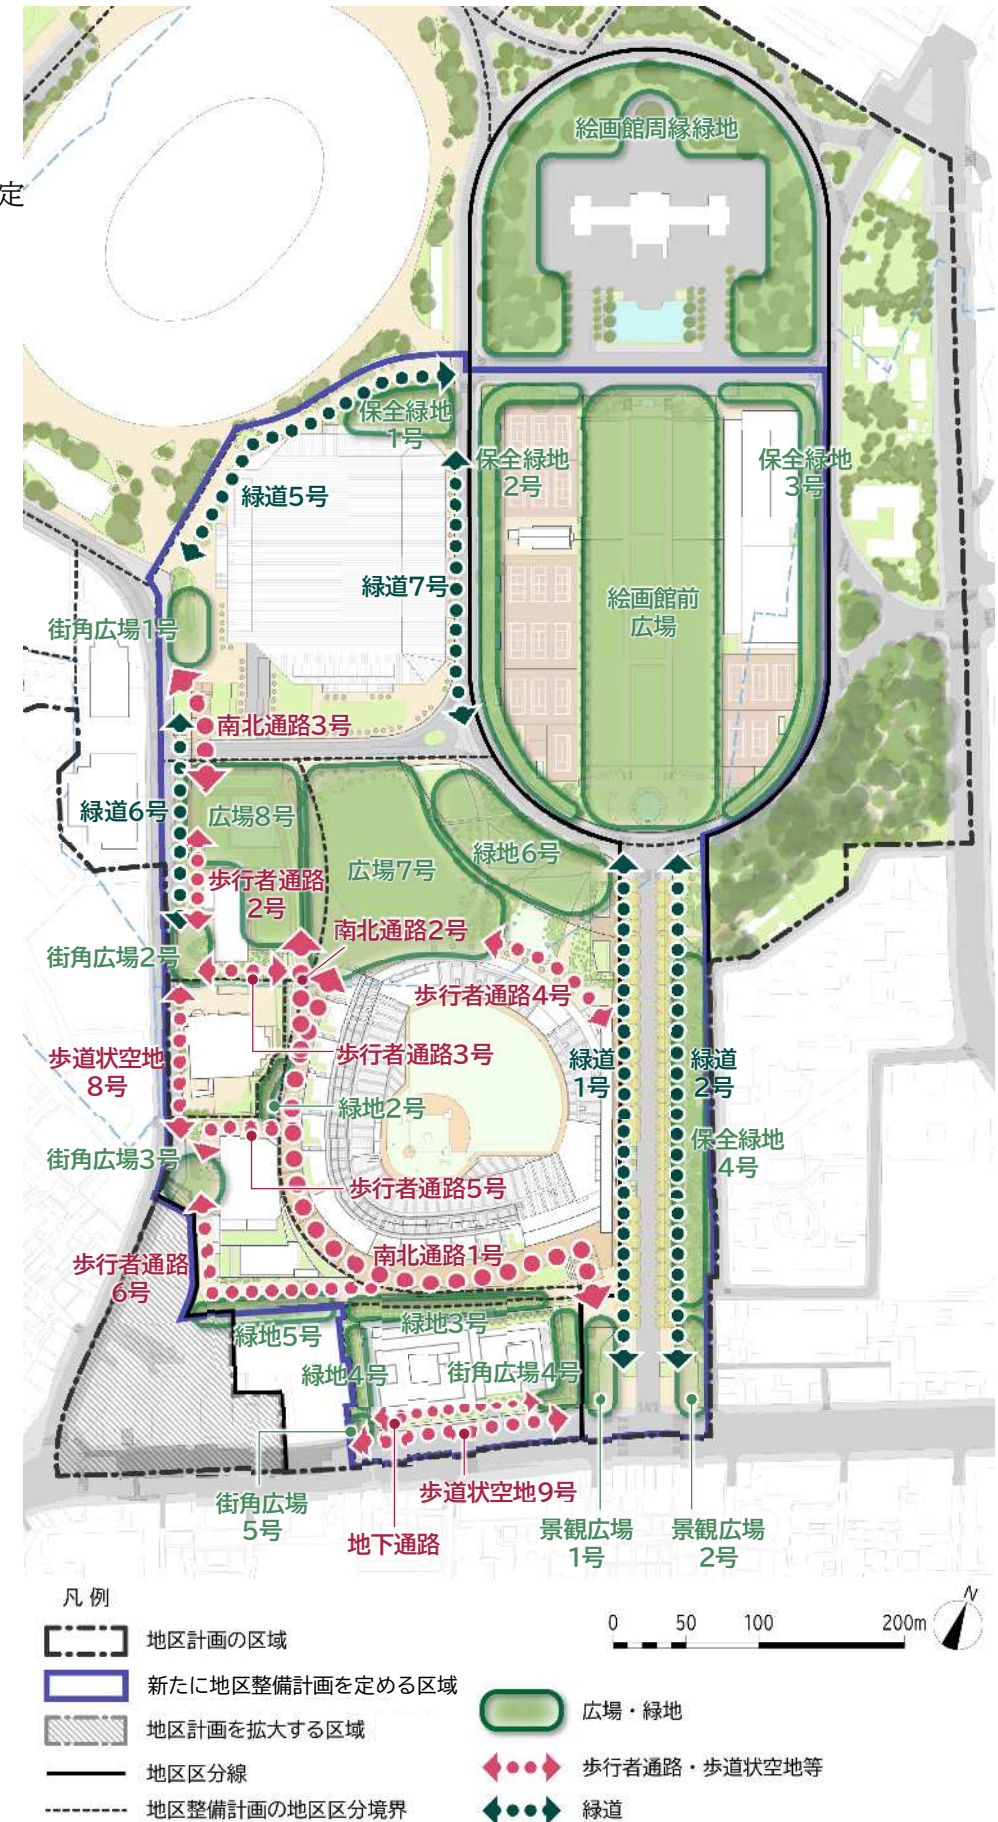 定
絵画館周縁緑地
保全緑地
1号
保全緑地
2号
保全緑地
3号
緑道5号
緑道7号
絵画館前
広場
街角広場1号
南北通路3号
緑道6号
広場8号
広場7号
緑地6号
歩行者通路
2号
南北通路2号
街角広場2号
歩行者通路4号
歩道状空地
8号
歩行者通路3号
緑道
1号
緑道
2号
緑地2号
保全緑地
4号
街角広場3号
歩行者通路5号
歩行者通路
6号
南北通路1号
緑地5号
緑地3号
緑地4号
街角広場4号
街角広場
5号
歩道状空地9号
地下通路
景観広場
1号
景観広場
2号
凡 例
地区計画の区域
新たに地区整備計画を定める区域
地区計画を拡大する区域
地区区分線
地区整備計画の地区区分境界
0 50 100 200m
N
広場・緑地
歩行者通路・歩道状空地等
緑道